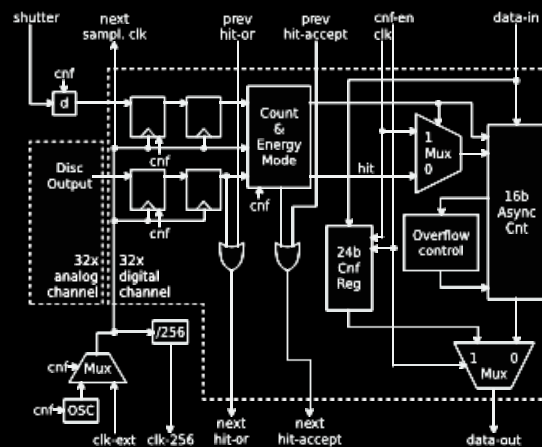 shutter
next
sampl. clk
prev
hit-or
prev
hit-accept
cnf-en
clk
data-in
cnf
d
cnf
Count
&
Energy
Mode
1
Mux
0
Disc
Output
hit
cnf
cnf
16b
Async
Cnt
24b
Cnf
Reg
Overflow
control
32x
analog
channel
32x
digital
channel
/256
cnf
Mux
1 0
Mux
cnf
OSC
clk-ext
clk-256
next
hit-or
next
hit-accept
data-out